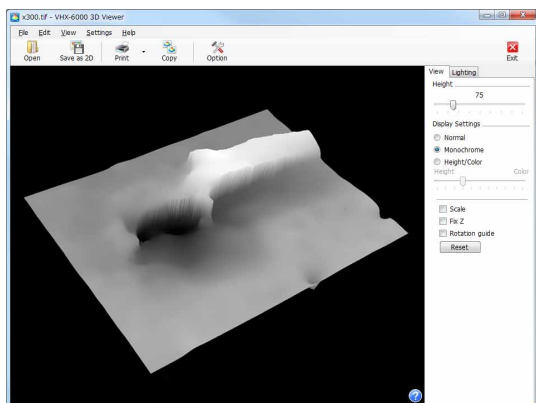 x300.tif - VHX-6000 3D Viewer
File Edit View Settings Help
Open Save as 2D Print Copy Option Exit
View Lighting
Height
75
Display Settings
Normal
Monochrome
Height/Color
Height Color
Scale
Fix Z
Rotation guide
Reset
?